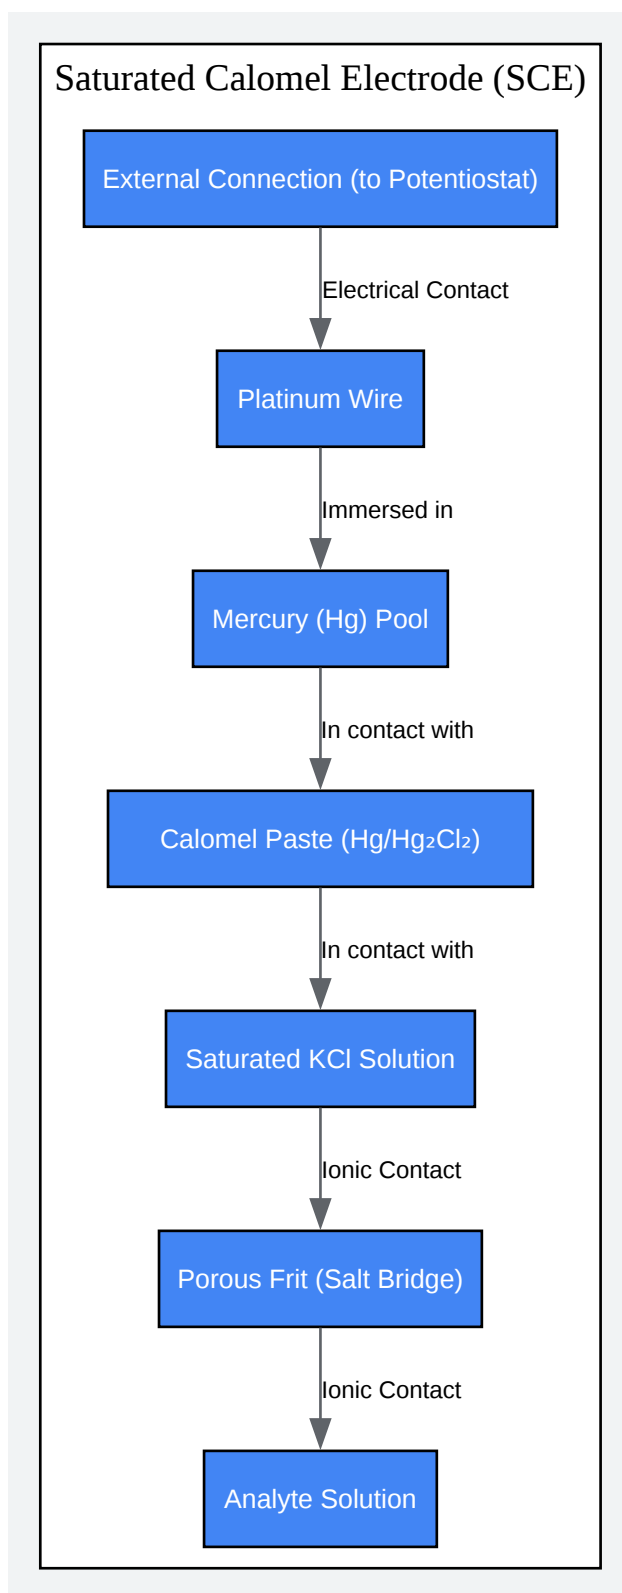 Saturated Calomel Electrode (SCE)
External Connection (to Potentiostat)
Electrical Contact
Platinum Wire
Immersed in
Mercury (Hg) Pool
In contact with
Calomel Paste (Hg/Hg₂Cl₂)
In contact with
Saturated KCl Solution
Ionic Contact
Porous Frit (Salt Bridge)
Ionic Contact
Analyte Solution